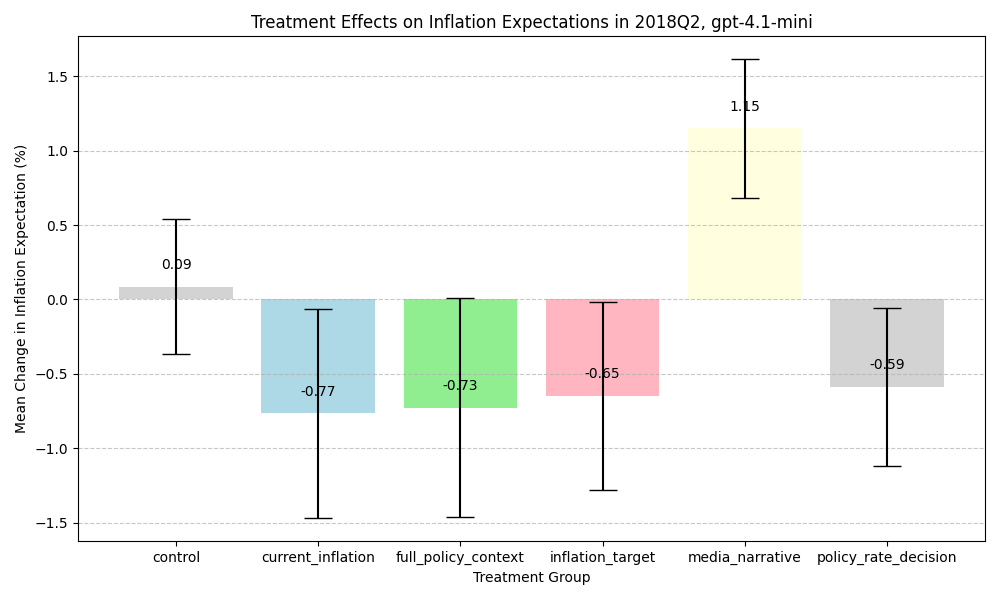 Treatment Effects on Inflation Expectations in 2018Q2, gpt-4.1-mini
Mean Change in Inflation Expectation (%)
1.5
1.0
0.5
0.0
−0.5
−1.0
−1.5
0.09
-0.77
-0.73
-0.65
1.15
-0.59
control
current_inflation
full_policy_context
inflation_target
media_narrative
policy_rate_decision
Treatment Group